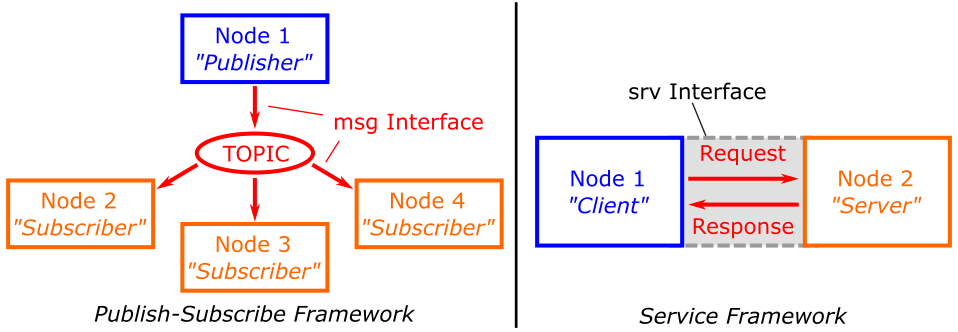 Node 1
"Publisher"
msg Interface
TOPIC
Node 2
"Subscriber"
Node 3
"Subscriber"
Node 4
"Subscriber"
Publish-Subscribe Framework
srv Interface
Node 1
"Client"
Request
Response
Node 2
"Server"
Service Framework